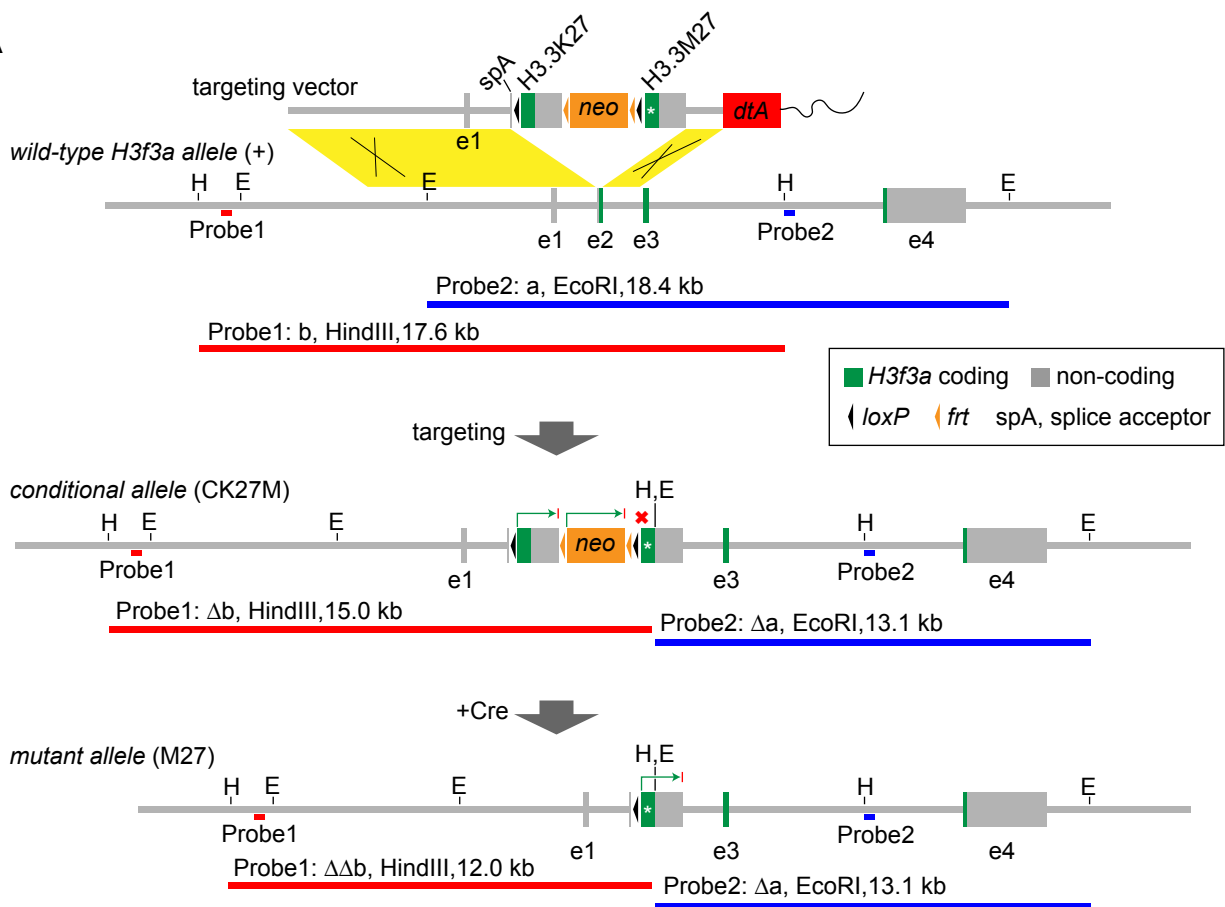 A
targeting vector
spA
H3.3K27
H3.3M27
neo
*
dtA
e1
wild-type H3f3a allele (+)
H
E
E
H
E
Probe1
e1
e2
e3
Probe2
e4
Probe2: a, EcoRI,18.4 kb
Probe1: b, HindIII,17.6 kb
H3f3a coding
non-coding
loxP
frt
spA, splice acceptor
targeting
conditional allele (CK27M)
H,E
H
E
E
H
E
neo
*
Probe1
e1
e3
Probe2
e4
Probe1: Δb, HindIII,15.0 kb
Probe2: Δa, EcoRI,13.1 kb
+Cre
mutant allele (M27)
H,E
H
E
E
H
E
*
Probe1
e1
e3
Probe2
e4
Probe1: ΔΔb, HindIII,12.0 kb
Probe2: Δa, EcoRI,13.1 kb